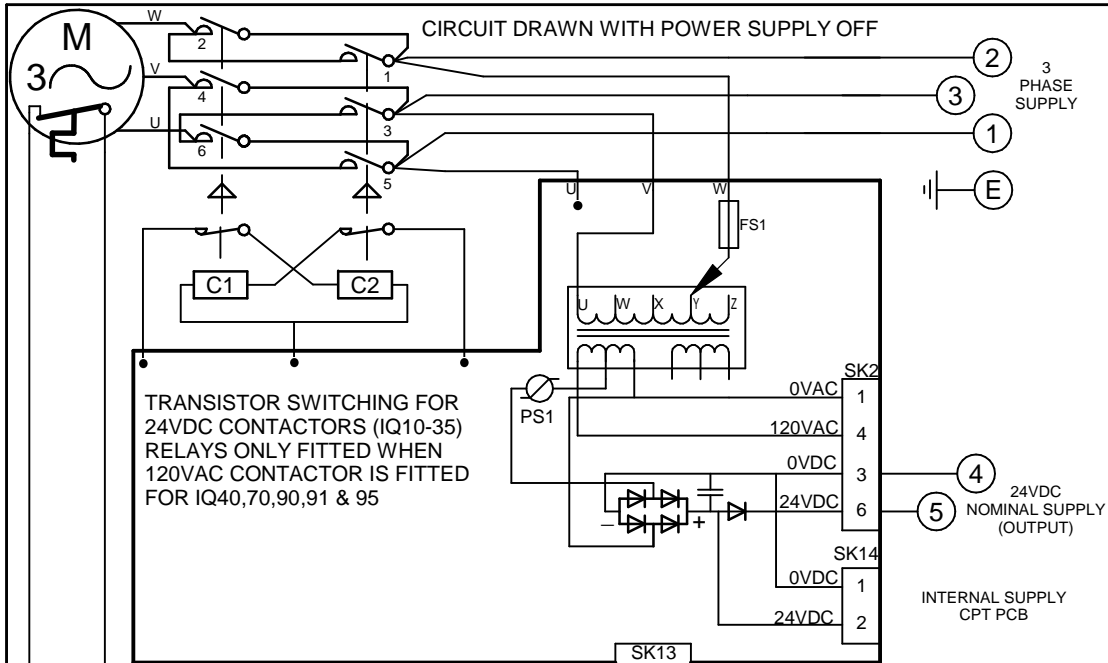 CIRCUIT DRAWN WITH POWER SUPPLY OFF
W
M
3
V
U
2
4
6
1
3
5
2
3
1
E
3
PHASE
SUPPLY
U
V
W
FS1
C1
C2
U
W
X
Y
Z
TRANSISTOR SWITCHING FOR
24VDC CONTACTORS (IQ10-35)
RELAYS ONLY FITTED WHEN
120VAC CONTACTOR IS FITTED
FOR IQ40,70,90,91 & 95
PS1
SK2
0VAC
1
120VAC
4
0VDC
3
24VDC
6
4
5
24VDC
NOMINAL SUPPLY
(OUTPUT)
SK14
0VDC
1
24VDC
2
INTERNAL SUPPLY
CPT PCB
–
+
SK13